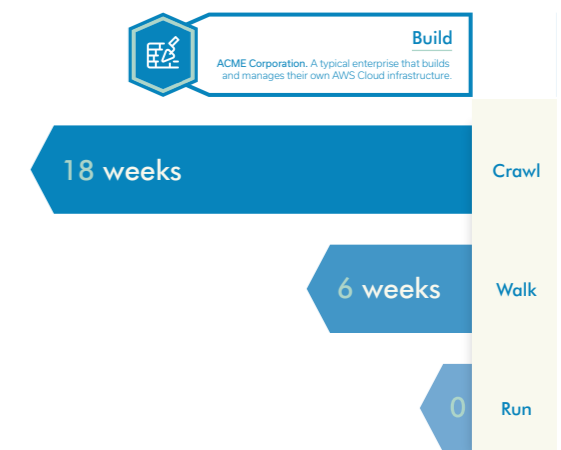 Build
ACME Corporation. A typical enterprise that builds
and manages their own AWS Cloud infrastructure.
18 weeks
Crawl
6 weeks
Walk
0
Run